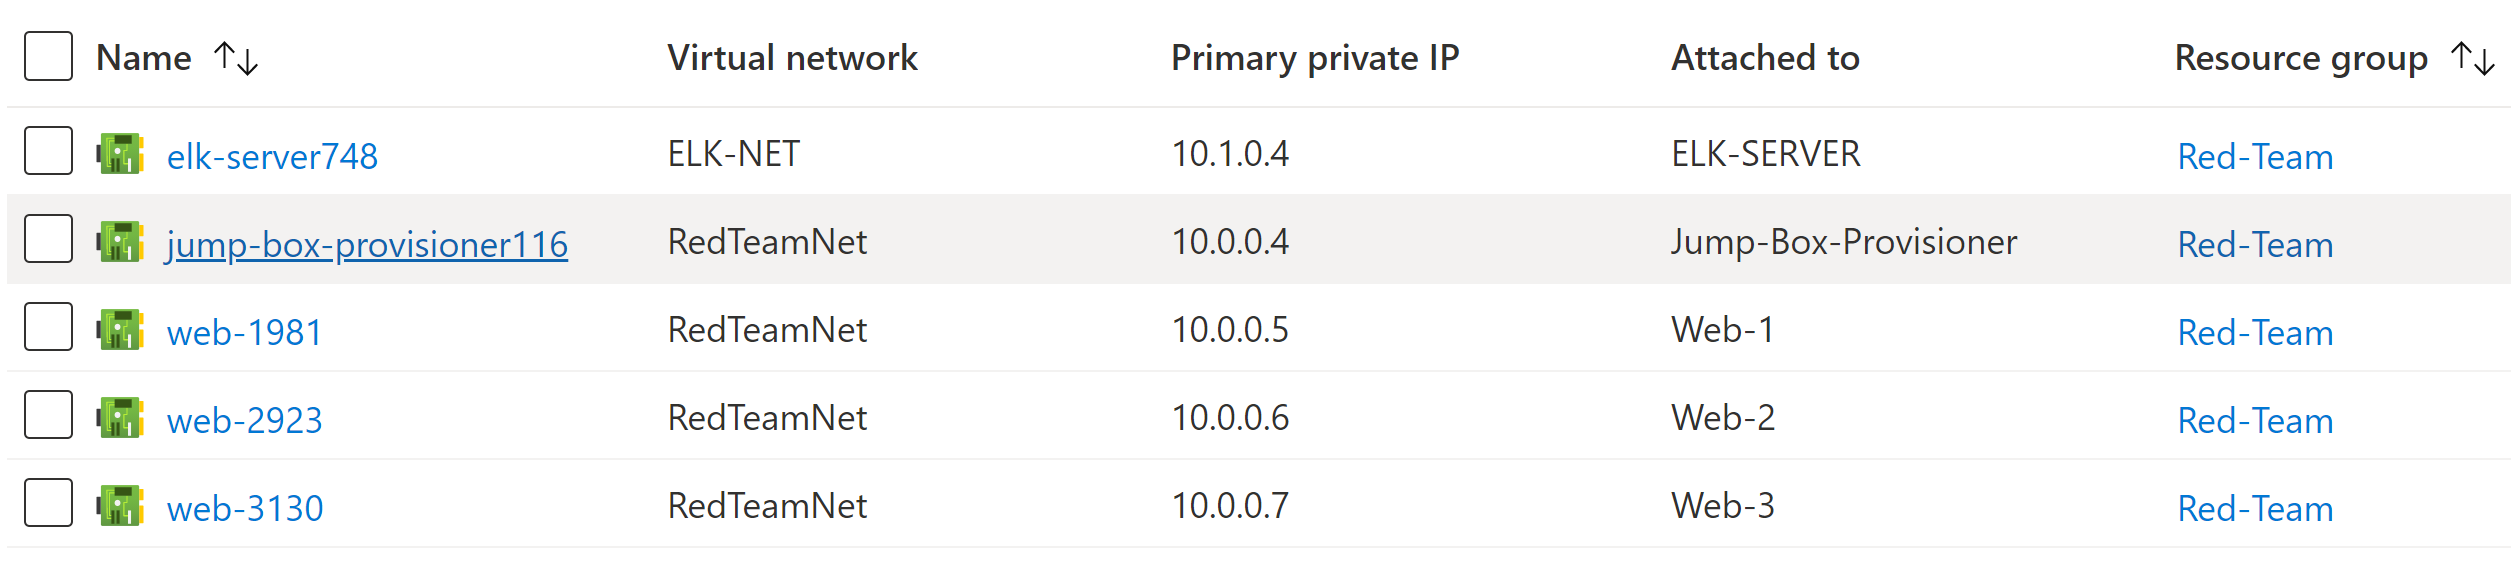 Name Virtual network Primary private IP Attached to Resource group
elk-server748 ELK-NET 10.1.0.4 ELK-SERVER Red-Team
jump-box-provisioner116 RedTeamNet 10.0.0.4 Jump-Box-Provisioner Red-Team
web-1981 RedTeamNet 10.0.0.5 Web-1 Red-Team
web-2923 RedTeamNet 10.0.0.6 Web-2 Red-Team
web-3130 RedTeamNet 10.0.0.7 Web-3 Red-Team